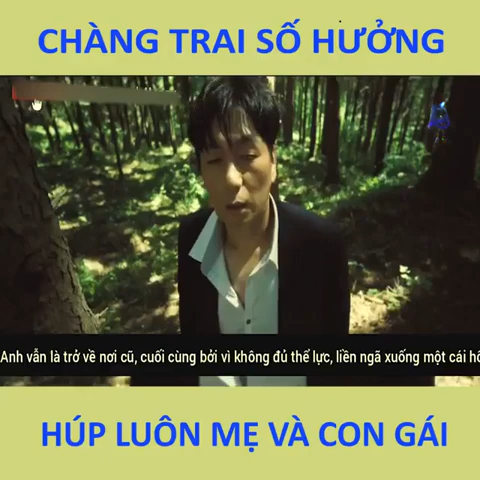 CHÀNG TRAI SỐ HƯỞNG
Anh vẫn là trở về nơi cũ, cuối cùng bởi vì không đủ thể lực, liền ngã xuống một cái hố
HÚP LUÔN MẸ VÀ CON GÁI